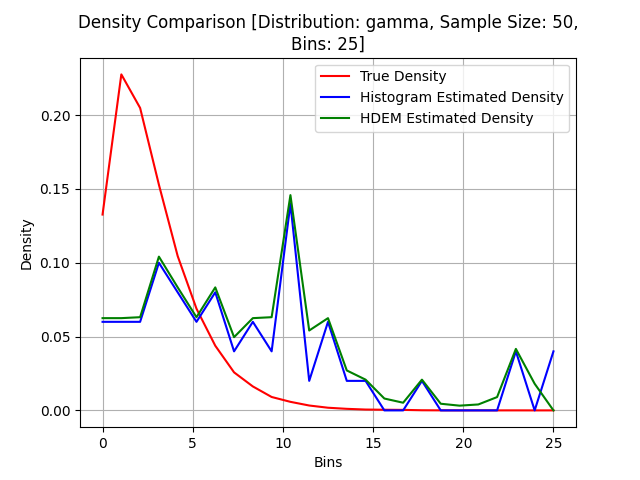 Density Comparison [Distribution: gamma, Sample Size: 50,
Bins: 25]
True Density
Histogram Estimated Density
HDEM Estimated Density
Density
0.20
0.15
0.10
0.05
0.00
0 5 10 15 20 25
Bins